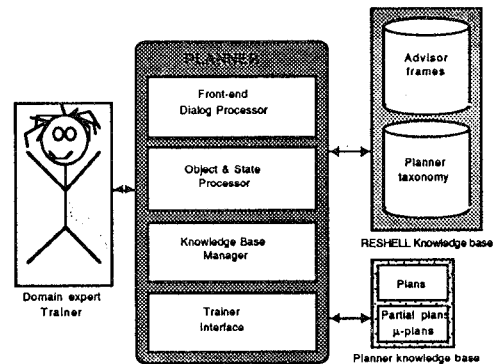 PLANNER
Front-end
Dialog Processor
Object & State
Processor
Knowledge Base
Manager
Trainer
Interface
Domain expert
Trainer
Advisor
frames
Planner
taxonomy
RESHELL Knowledge base
Plans
Partial plans
µ-plans
Planner knowledge base